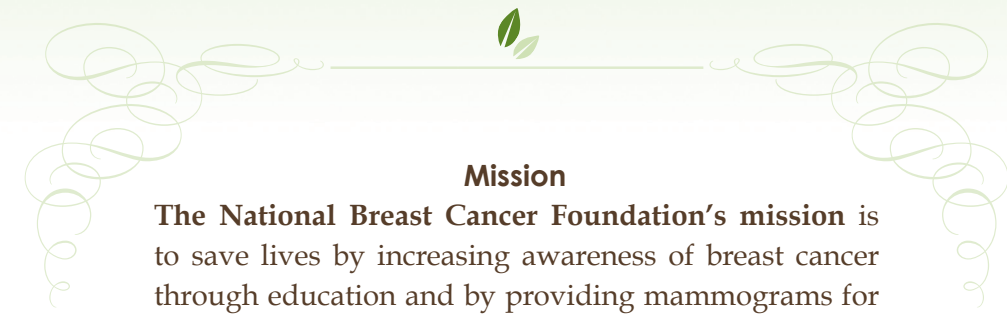 Mission
The National Breast Cancer Foundation’s mission is
to save lives by increasing awareness of breast cancer
through education and by providing mammograms for